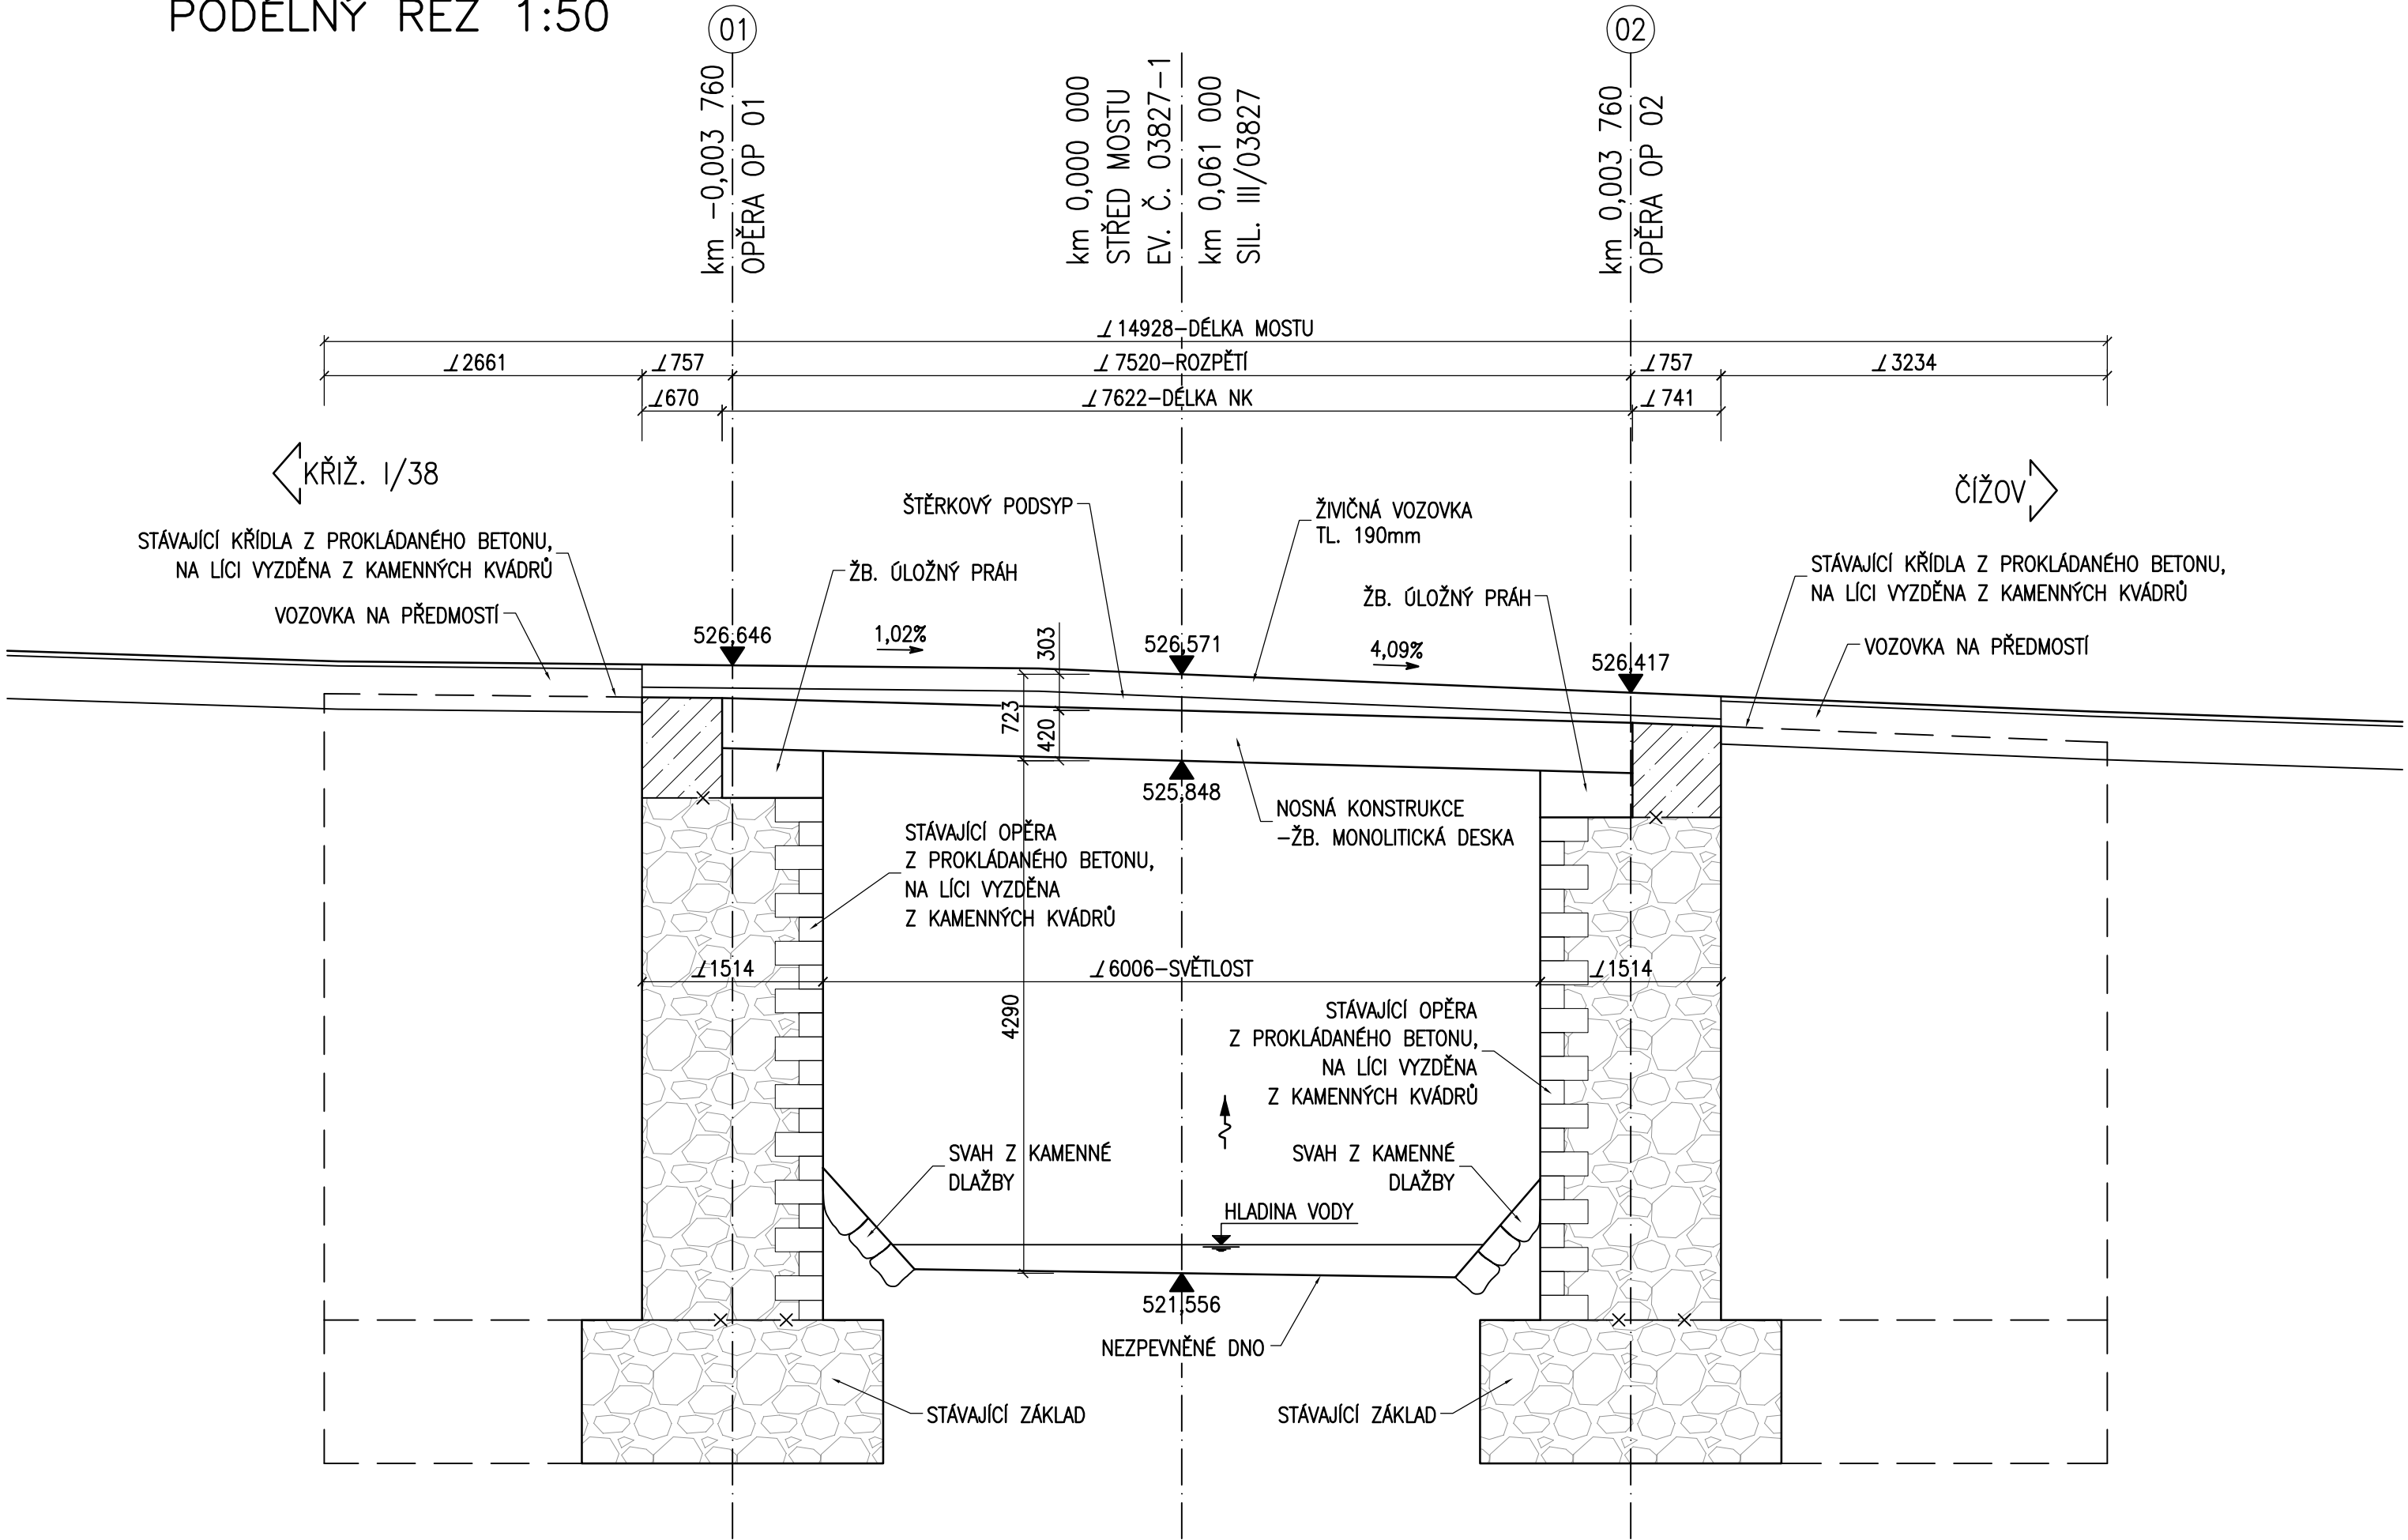 PODÉLNÝ ŘEZ 1:50
01
02
km -0,003 760
OPĚRA OP 01
km 0,000 000
STŘED MOSTU
EV. Č. 03827-1
km 0,061 000
SIL. III/03827
km 0,003 760
OPĚRA OP 02
14928-DÉLKA MOSTU
2661
757
7520-ROZPĚTÍ
757
3234
670
7622-DÉLKA NK
741
KŘIŽ. I/38
ČÍŽOV
ŠTĚRKOVÝ PODSYP
ŽIVIČNÁ VOZOVKA
TL. 190mm
STÁVAJÍCÍ KŘÍDLA Z PROKLÁDANÉHO BETONU,
NA LÍCI VYZDĚNA Z KAMENNÝCH KVÁDRŮ
ŽB. ÚLOŽNÝ PRÁH
STÁVAJÍCÍ KŘÍDLA Z PROKLÁDANÉHO BETONU,
NA LÍCI VYZDĚNA Z KAMENNÝCH KVÁDRŮ
ŽB. ÚLOŽNÝ PRÁH
VOZOVKA NA PŘEDMOSTÍ
VOZOVKA NA PŘEDMOSTÍ
526,646
1,02%
303
526,571
4,09%
526,417
723
420
525,848
NOSNÁ KONSTRUKCE
-ŽB. MONOLITICKÁ DESKA
STÁVAJÍCÍ OPĚRA
Z PROKLÁDANÉHO BETONU,
NA LÍCI VYZDĚNA
Z KAMENNÝCH KVÁDRŮ
1514
6006-SVĚTLOST
1514
4290
STÁVAJÍCÍ OPĚRA
Z PROKLÁDANÉHO BETONU,
NA LÍCI VYZDĚNA
Z KAMENNÝCH KVÁDRŮ
SVAH Z KAMENNÉ
DLAŽBY
SVAH Z KAMENNÉ
DLAŽBY
HLADINA VODY
521,556
NEZPEVNĚNÉ DNO
STÁVAJÍCÍ ZÁKLAD
STÁVAJÍCÍ ZÁKLAD